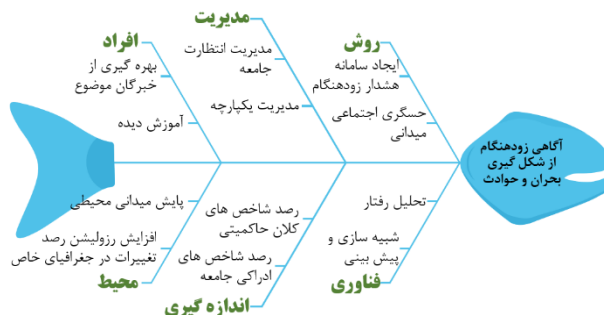 مدیریت
روش
افراد
مدیریت انتظارت
جامعه
مدیریت یکپارچه
ایجاد سامانه
هشدار زودهنگام
حسگری اجتماعی
میدانی
بهره گیری از
خبرگان موضوع
آموزش دیده
آگاهی زودهنگام
از شکل گیری
بحران و حوادث
تحلیل رفتار
شبیه سازی و
پیش بینی
فناوری
رصد شاخص های
کلان حاکمیتی
رصد شاخص های
ادراکی جامعه
اندازه گیری
پایش میدانی محیطی
افزایش رزولیشن رصد
تغییرات در جغرافیای خاص
محیط